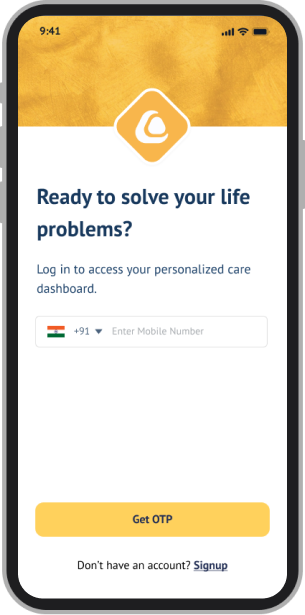 9:41
Ready to solve your life
problems?
Log in to access your personalized care
dashboard.
+91 Enter Mobile Number
Get OTP
Don't have an account? Signup